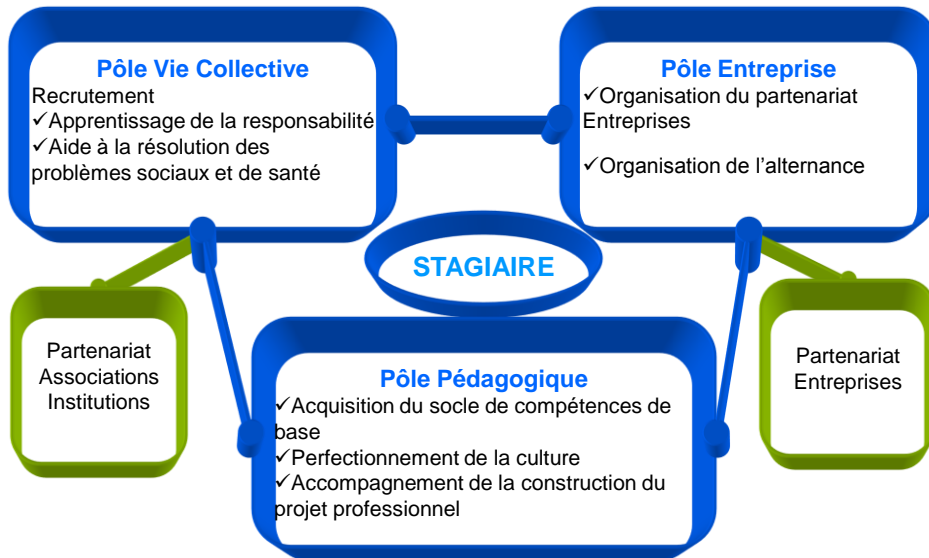 Pôle Vie Collective
Recrutement
✓Apprentissage de la responsabilité
✓Aide à la résolution des
problèmes sociaux et de santé
Pôle Entreprise
✓Organisation du partenariat
Entreprises
✓Organisation de l’alternance
STAGIAIRE
Partenariat
Associations
Institutions
Pôle Pédagogique
✓Acquisition du socle de compétences de
base
✓Perfectionnement de la culture
✓Accompagnement de la construction du
projet professionnel
Partenariat
Entreprises